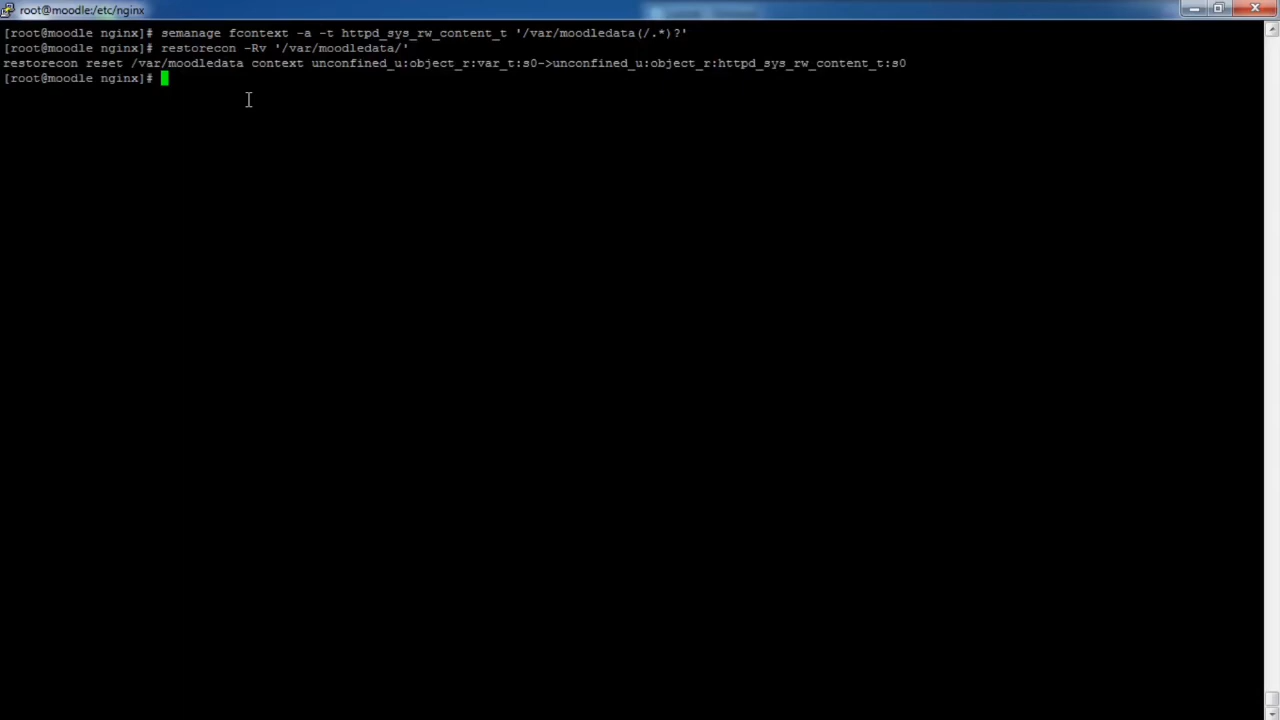 root@moodle:/etc/nginx
[root@moodle nginx]# semanage fcontext -a -t httpd_sys_rw_content_t '/var/moodledata(/.*)?'
[root@moodle nginx]# restorecon -Rv '/var/moodledata/'
restorecon reset /var/moodledata context unconfined_u:object_r:var_t:s0->unconfined_u:object_r:httpd_sys_rw_content_t:s0
[root@moodle nginx]#